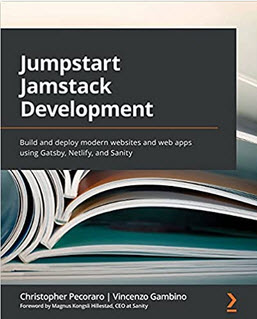 Jumpstart
Jamstack
Development
Build and deploy modern websites and web apps
using Gatsby, Netlify, and Sanity
Christopher Pecoraro | Vincenzo Gambino
Foreword by Magnus Kongsli Hillestad, CEO at Sanity